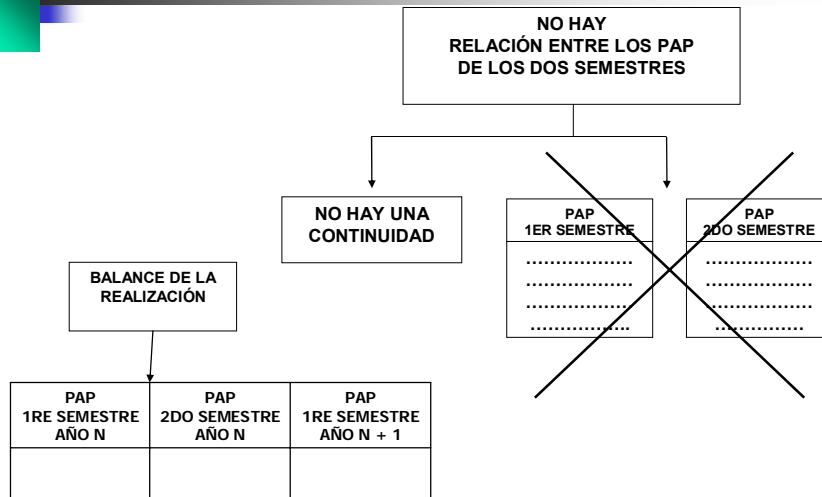 NO HAY
RELACIÓN ENTRE LOS PAP
DE LOS DOS SEMESTRES
NO HAY UNA
CONTINUIDAD
PAP
1ER SEMESTRE
………………
………………
………………
……………..
PAP
2DO SEMESTRE
………………
………………
………………
……………
BALANCE DE LA
REALIZACIÓN
PAP
1RE SEMESTRE
AÑO N
PAP
2DO SEMESTRE
AÑO N
PAP
1RE SEMESTRE
AÑO N + 1